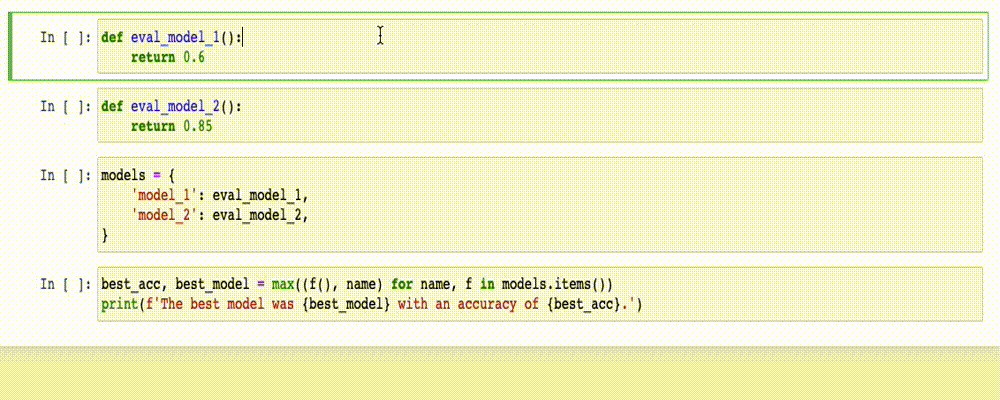 In [ ]: def eval_model_1():
    return 0.6
In [ ]: def eval_model_2():
    return 0.85
In [ ]: models = {
    'model_1': eval_model_1,
    'model_2': eval_model_2,
}
In [ ]: best_acc, best_model = max((f(), name) for name, f in models.items())
print(f'The best model was {best_model} with an accuracy of {best_acc}.')